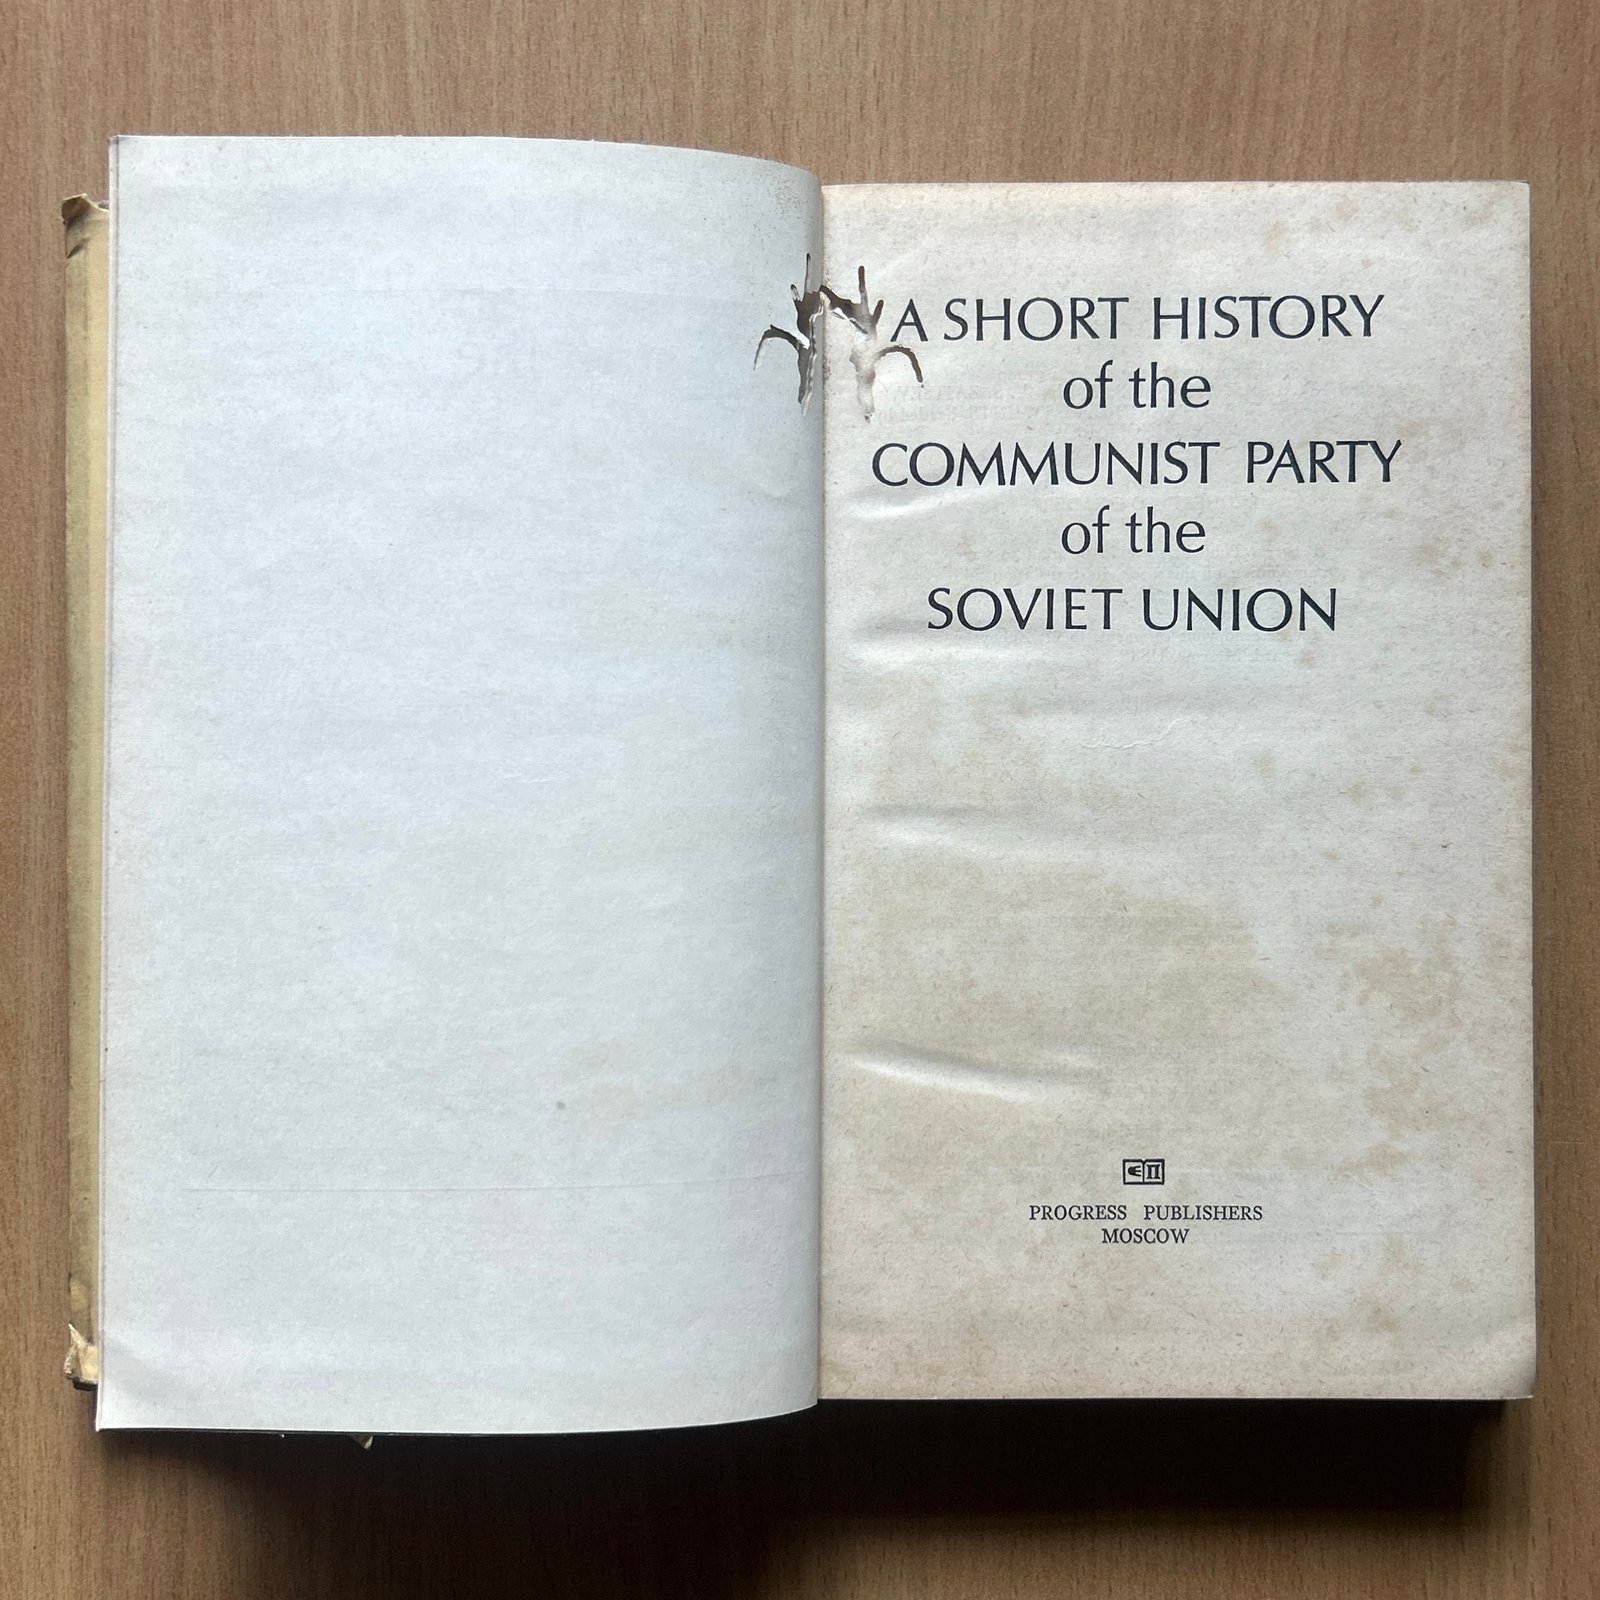 A SHORT HISTORY
of the
COMMUNIST PARTY
of the
SOVIET UNION
PROGRESS PUBLISHERS
MOSCOW